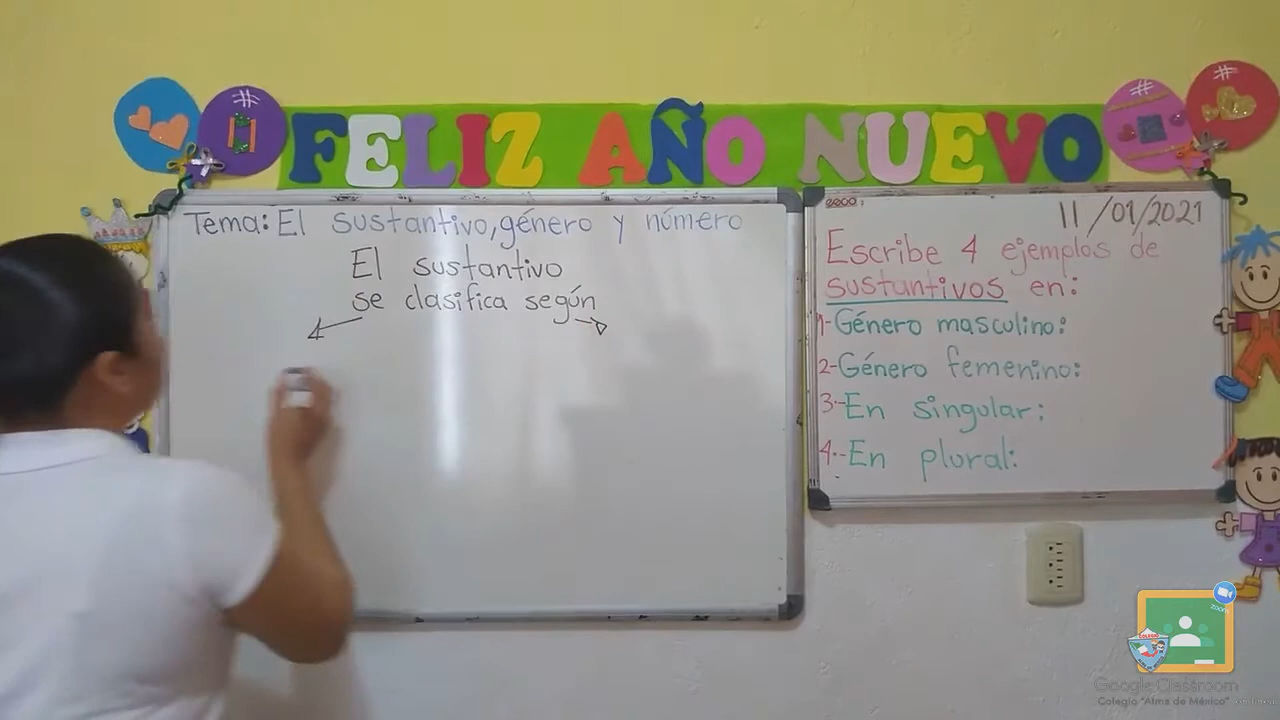 FELIZ AÑO NUEVO
Tema: El sustantivo, género y número
El sustantivo
se clasifica según
11/01/2021
Escribe 4 ejemplos de
sustantivos en:
1-Género masculino:
2-Género femenino:
3.-En singular:
4.-En plural:
zoom
COLEGIO
Google Classroom
Colegio "Alma de México"